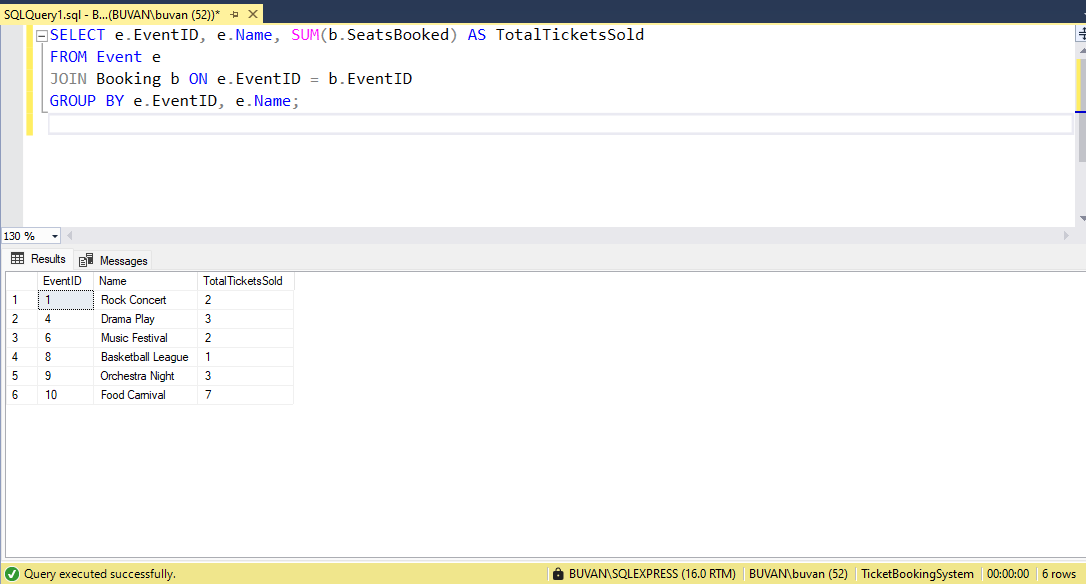 SQLQuery1.sql - B...(BUVAN\buvan (52))*
SELECT e.EventID, e.Name, SUM(b.SeatsBooked) AS TotalTicketsSold
FROM Event e
JOIN Booking b ON e.EventID = b.EventID
GROUP BY e.EventID, e.Name;
130 %
Results Messages
EventID Name TotalTicketsSold
1 1 Rock Concert 2
2 4 Drama Play 3
3 6 Music Festival 2
4 8 Basketball League 1
5 9 Orchestra Night 3
6 10 Food Carnival 7
Query executed successfully. BUVAN\SQLEXPRESS (16.0 RTM) BUVAN\buvan (52) TicketBookingSystem 00:00:00 6 rows